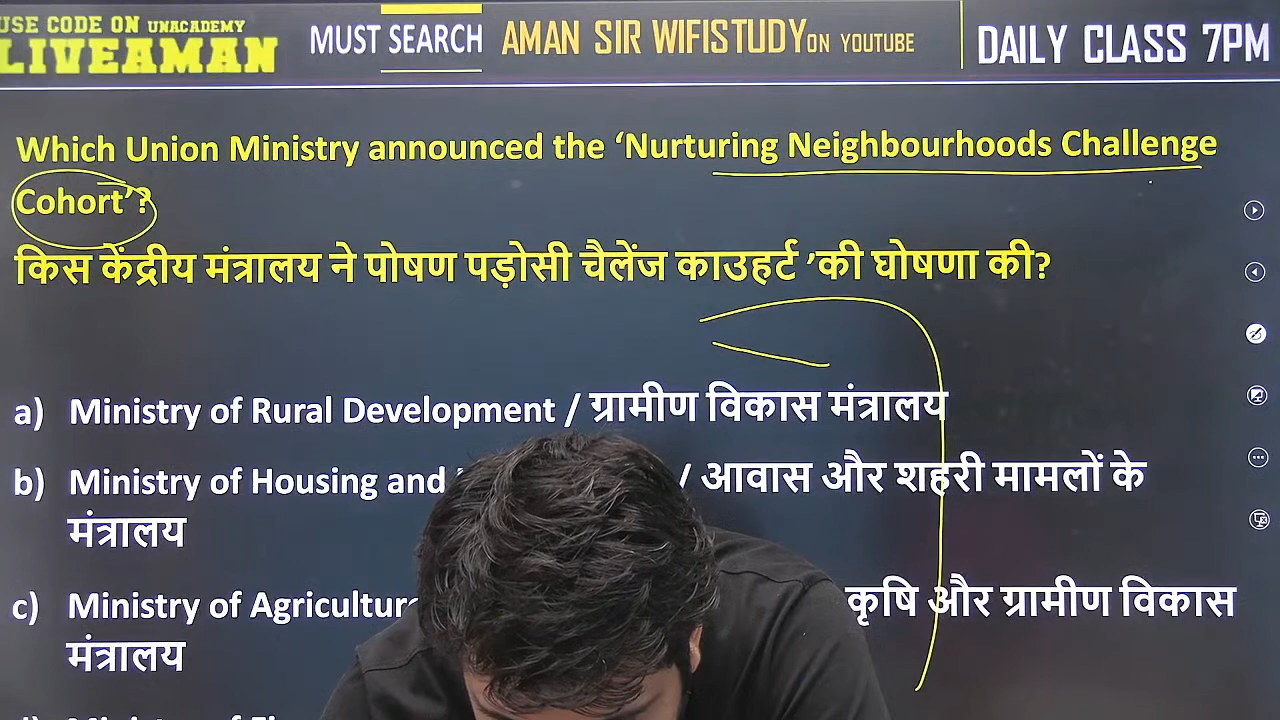 USE CODE ON UNACADEMY
LIVEAMAN
MUST SEARCH AMAN SIR WIFISTUDY ON YOUTUBE
DAILY CLASS 7PM
Which Union Ministry announced the ‘Nurturing Neighbourhoods Challenge
Cohort’?
किस केंद्रीय मंत्रालय ने पोषण पड़ोसी चैलेंज काउहर्ट ’की घोषणा की?
a) Ministry of Rural Development / ग्रामीण विकास मंत्रालय
b) Ministry of Housing and / आवास और शहरी मामलों के
मंत्रालय
c) Ministry of Agriculture कृषि और ग्रामीण विकास
मंत्रालय